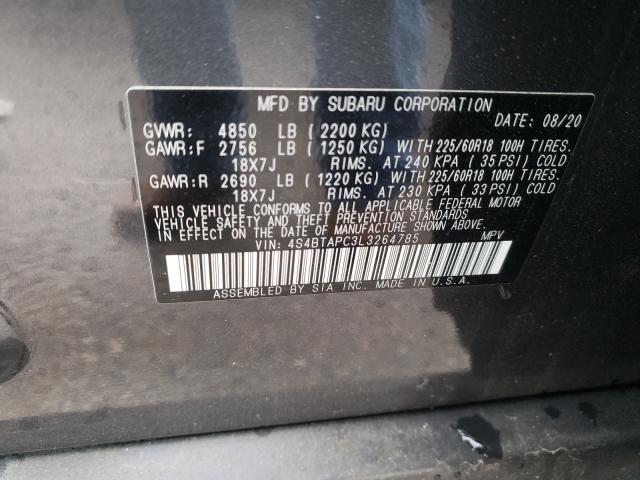 MFD BY SUBARU CORPORATION
DATE: 08/20
GVWR: 4850 LB (2200 KG)
GAWR:F 2756 LB (1250 KG) WITH 225/60R18 100H TIRES.
18X7J RIMS. AT 240 KPA (35 PSI) COLD
GAWR:R 2690 LB (1220 KG) WITH 225/60R18 100H TIRES.
18X7J RIMS. AT 230 KPA (33 PSI) COLD
THIS VEHICLE CONFORMS TO ALL APPLICABLE FEDERAL MOTOR
VEHICLE SAFETY AND THEFT PREVENTION STANDARDS
IN EFFECT ON THE DATE OF MANUFACTURE SHOWN ABOVE.
VIN: 4S4BTAPC3L3264785 MPV
ASSEMBLED BY SIA INC. MADE IN U.S.A.